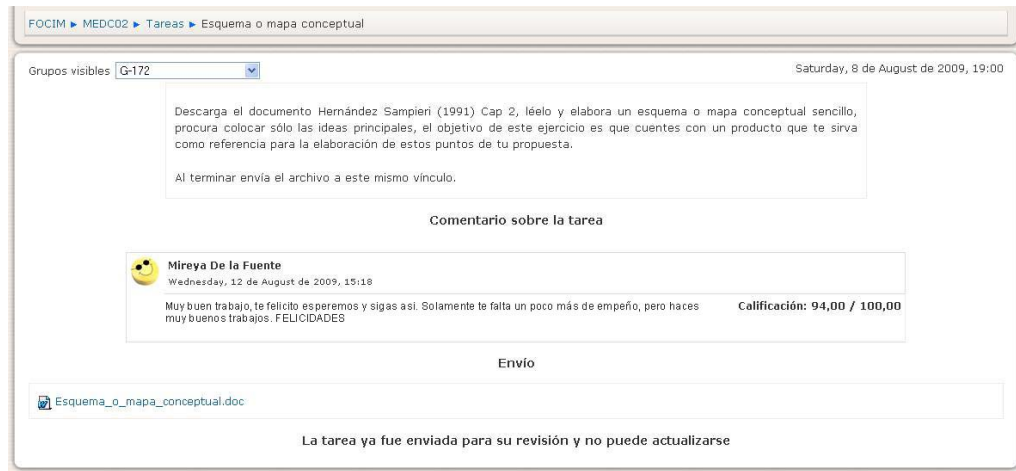 FOCIM ► MEDC02 ► Tareas ► Esquema o mapa conceptual
Grupos visibles G-172
Saturday, 8 de August de 2009, 19:00
Descarga el documento Hernández Sampieri (1991) Cap 2, léelo y elabora un esquema o mapa conceptual sencillo,
procura colocar sólo las ideas principales, el objetivo de este ejercicio es que cuentes con un producto que te sirva
como referencia para la elaboración de estos puntos de tu propuesta.
Al terminar envía el archivo a este mismo vínculo.
Comentario sobre la tarea
Mireya De la Fuente
Wednesday, 12 de August de 2009, 15:18
Muy buen trabajo, te felicito esperemos y sigas asi. Solamente te falta un poco más de empeño, pero haces
muy buenos trabajos. FELICIDADES
Calificación: 94,00 / 100,00
Envío
Esquema_o_mapa_conceptual.doc
La tarea ya fue enviada para su revisión y no puede actualizarse